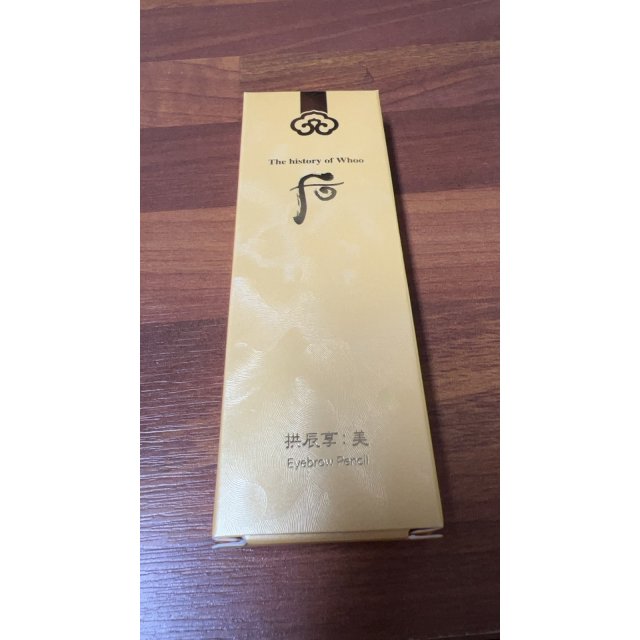 The history of Whoo
后
拱辰享:美
Eyebrow Pencil